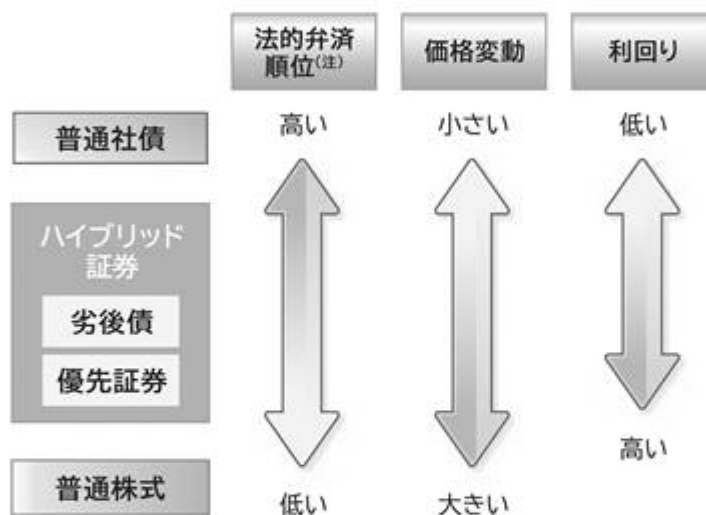 法的弁済
順位(注)
価格変動
利回り
普通社債
高い
小さい
低い
ハイブリッド
証券
劣後債
優先証券
高い
普通株式
低い
大きい